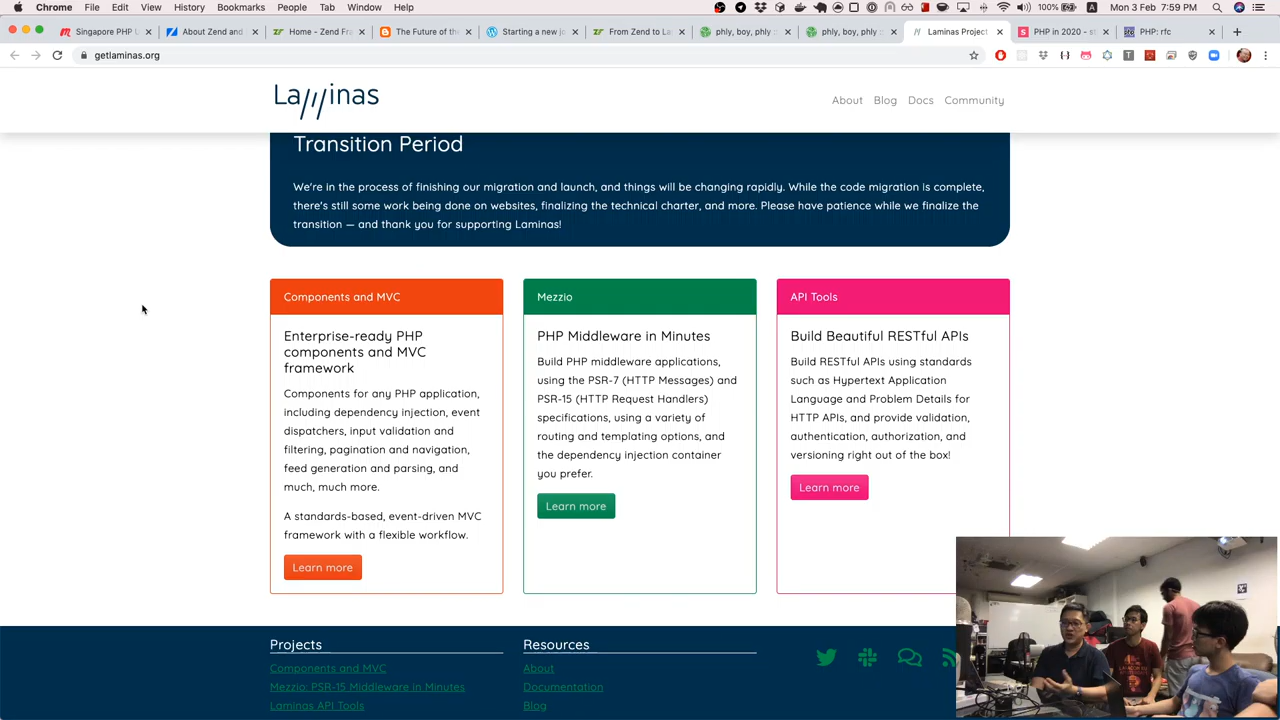 Chrome File Edit View History Bookmarks People Tab Window Help
100% Mon 3 Feb 7:59 PM
Singapore PHP U
About Zend and
Home - Zend Fra
The Future of the
Starting a new jo
From Zend to La
phly, boy, phly
phly, boy, phly
Laminas Project
PHP in 2020 - st
PHP: rfc
getlaminas.org
Laminas
About Blog Docs Community
Transition Period
We're in the process of finishing our migration and launch, and things will be changing rapidly. While the code migration is complete,
there's still some work being done on websites, finalizing the technical charter, and more. Please have patience while we finalize the
transition — and thank you for supporting Laminas!
Components and MVC
Enterprise-ready PHP
components and MVC
framework
Components for any PHP application,
including dependency injection, event
dispatchers, input validation and
filtering, pagination and navigation,
feed generation and parsing, and
much, much more.
A standards-based, event-driven MVC
framework with a flexible workflow.
Learn more
Mezzio
PHP Middleware in Minutes
Build PHP middleware applications,
using the PSR-7 (HTTP Messages) and
PSR-15 (HTTP Request Handlers)
specifications, using a variety of
routing and templating options, and
the dependency injection container
you prefer.
Learn more
API Tools
Build Beautiful RESTful APIs
Build RESTful APIs using standards
such as Hypertext Application
Language and Problem Details for
HTTP APIs, and provide validation,
authentication, authorization, and
versioning right out of the box!
Learn more
Projects
Components and MVC
Mezzio: PSR-15 Middleware in Minutes
Laminas API Tools
Resources
About
Documentation
Blog